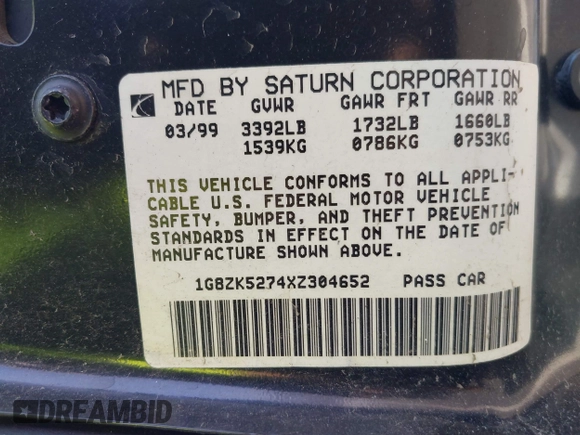 MFD BY SATURN CORPORATION
DATE GVWR GAWR FRT GAWR RR
03/99 3392LB 1732LB 1660LB
1539KG 0786KG 0753KG
THIS VEHICLE CONFORMS TO ALL APPLI-
CABLE U.S. FEDERAL MOTOR VEHICLE
SAFETY, BUMPER, AND THEFT PREVENTION
STANDARDS IN EFFECT ON THE DATE OF
MANUFACTURE SHOWN ABOVE.
1G8ZK5274XZ304652 PASS CAR
DREAMBID